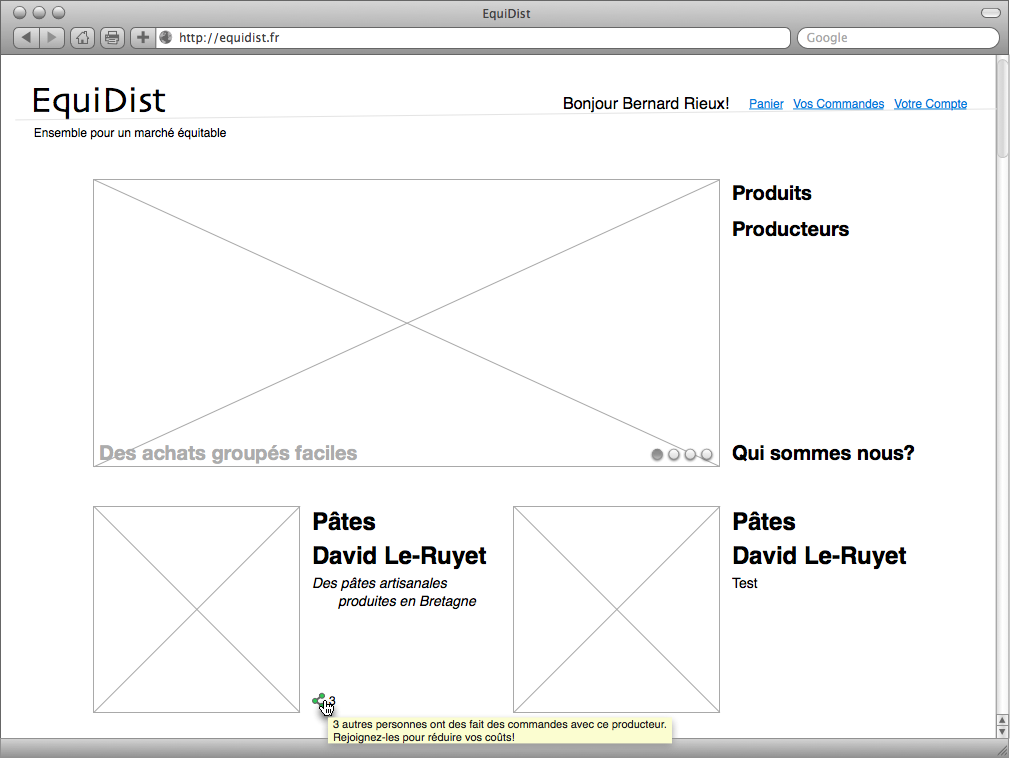 EquiDist
http://equidist.fr
Google
EquiDist
Bonjour Bernard Rieux!
Panier
Vos Commandes
Votre Compte
Ensemble pour un marché équitable
Produits
Producteurs
Des achats groupés faciles
Qui sommes nous?
Pâtes
David Le-Ruyet
Des pâtes artisanales
produites en Bretagne
3
3 autres personnes ont des fait des commandes avec ce producteur.
Rejoignez-les pour réduire vos coûts!
Pâtes
David Le-Ruyet
Test